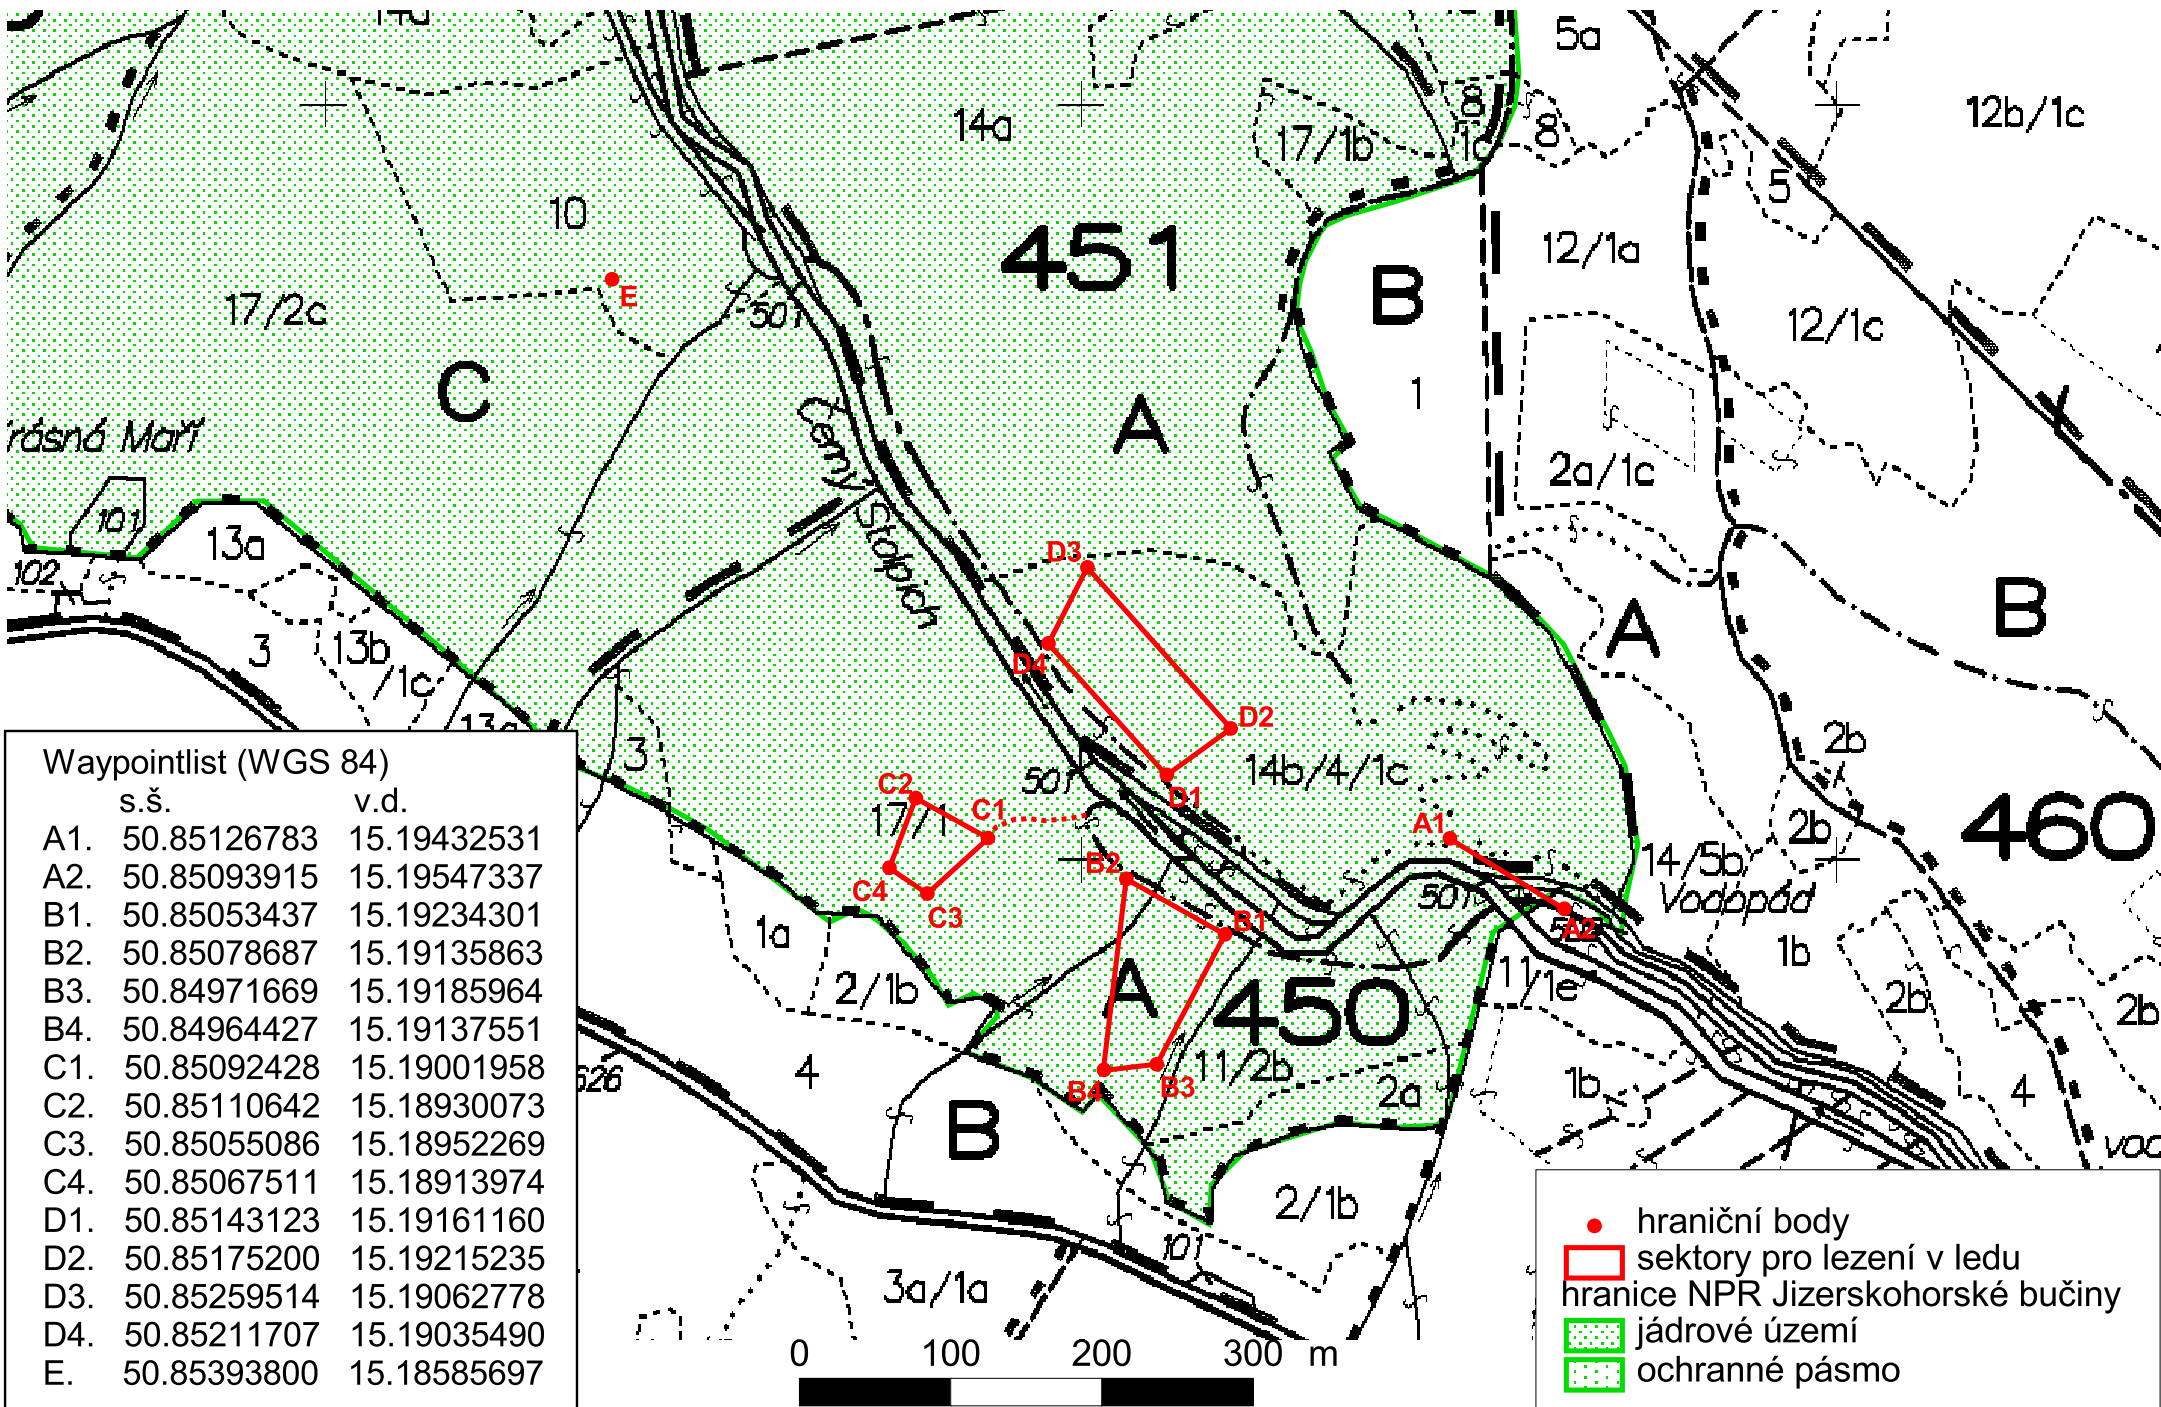 14a
5a
8
12b/1c
14a
17/1b
1c
8
5
10
451
12/1a
E
B
17/2c
501
12/1c
C
1
A
Černý Štolpich
rásná Maří
2a/1c
101
13a
D3
102
B
A
3
13b
/1c
D4
13a
D2
2b
3
14b/4/1c
501
D1
C2
17/1
C1
A1
2b
460
14/5b
B2
C4
C3
501
Vodopád
B1
A2
1a
1b
A
450
11/1e
2/1b
2b
2b
4
626
11/2b
B4
B3
2a
1b
4
B
voc
2/1b
101
3a/1a
Waypointlist (WGS 84)
s.š. v.d.
A1. 50.85126783 15.19432531
A2. 50.85093915 15.19547337
B1. 50.85053437 15.19234301
B2. 50.85078687 15.19135863
B3. 50.84971669 15.19185964
B4. 50.84964427 15.19137551
C1. 50.85092428 15.19001958
C2. 50.85110642 15.18930073
C3. 50.85055086 15.18952269
C4. 50.85067511 15.18913974
D1. 50.85143123 15.19161160
D2. 50.85175200 15.19215235
D3. 50.85259514 15.19062778
D4. 50.85211707 15.19035490
E. 50.85393800 15.18585697
0 100 200 300 m
hraniční body
sektory pro lezení v ledu
hranice NPR Jizerskohorské bučiny
jádrové území
ochranné pásmo